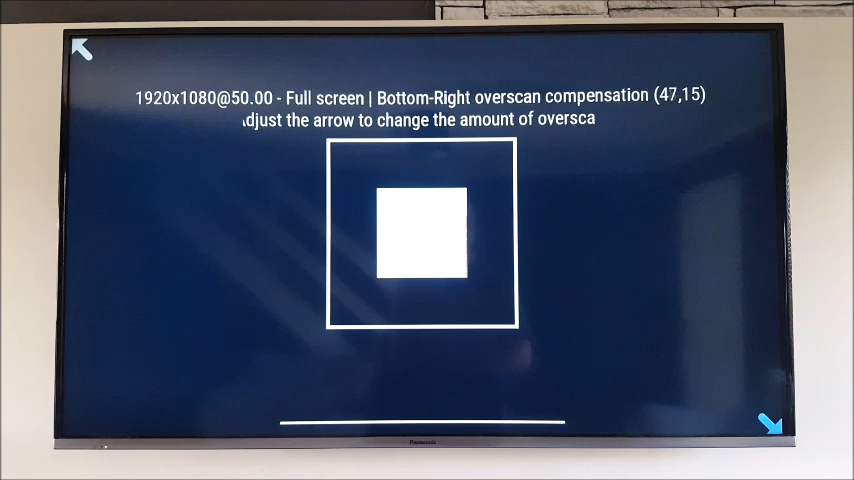 1920x1080@50.00 - Full screen | Bottom-Right overscan compensation (47,15)
djust the arrow to change the amount of oversca
Panasonic